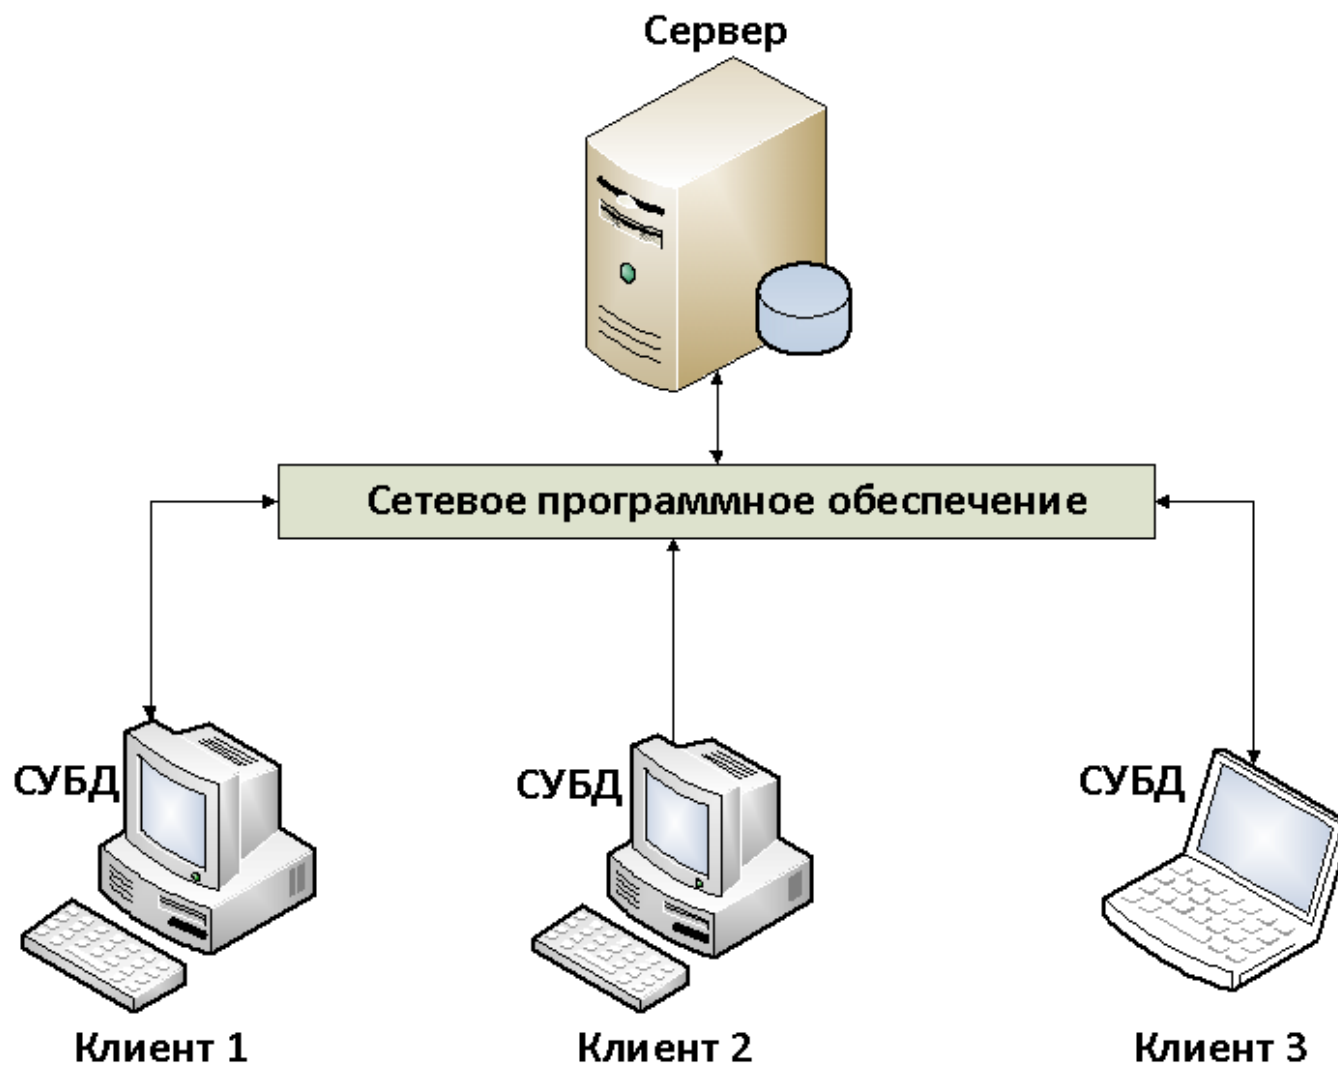 Сервер
Сетевое программное обеспечение
СУБД
СУБД
СУБД
Клиент 1
Клиент 2
Клиент 3